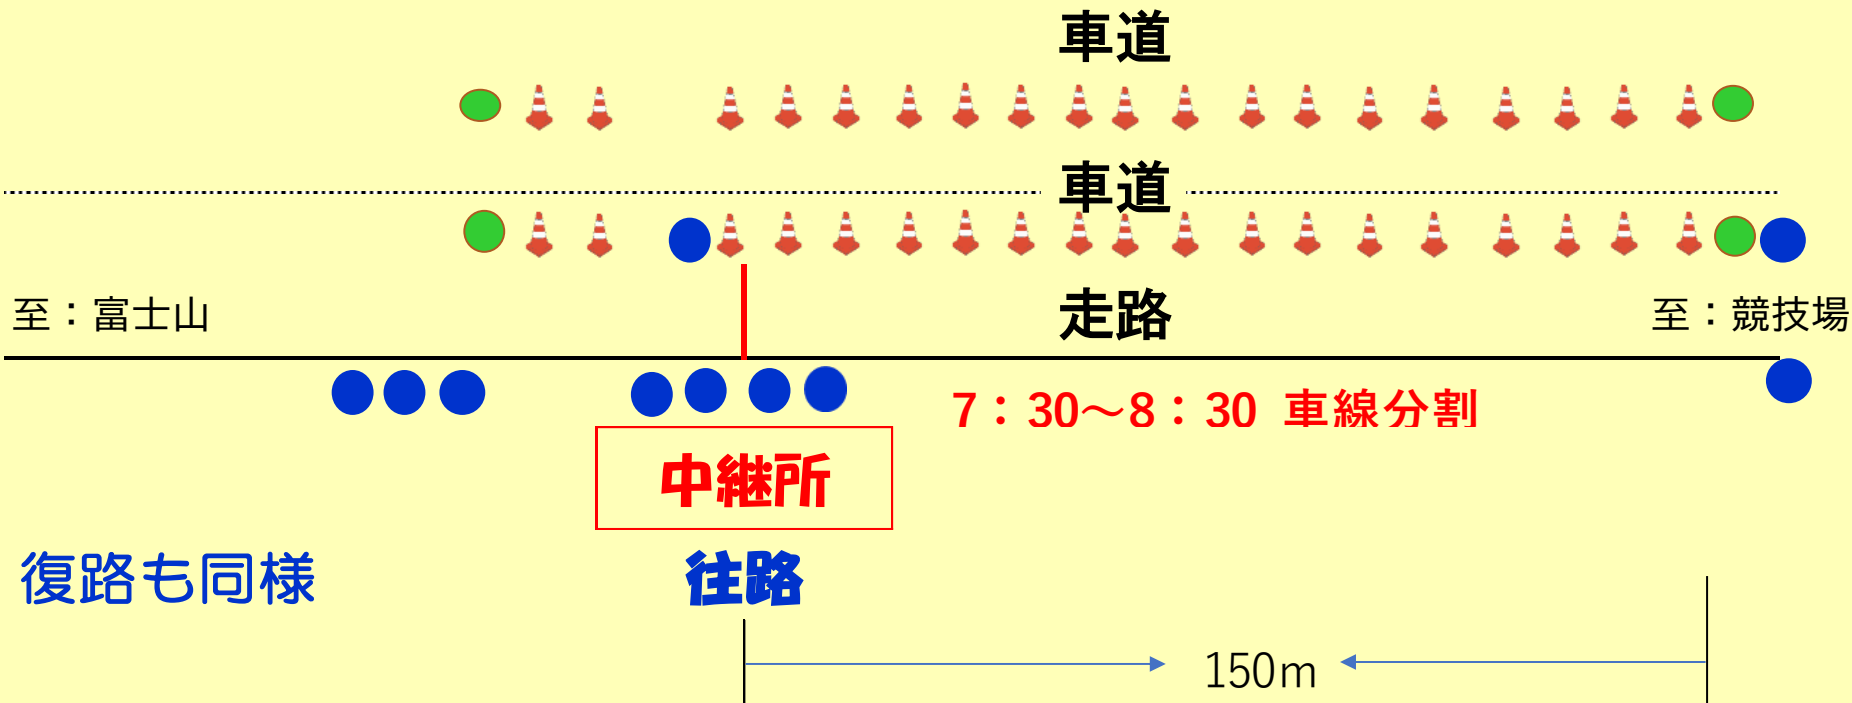 車道
車道
至：富士山
走路
至：競技場
7：30～8：30 車線分割
中継所
復路も同様
往路
150m